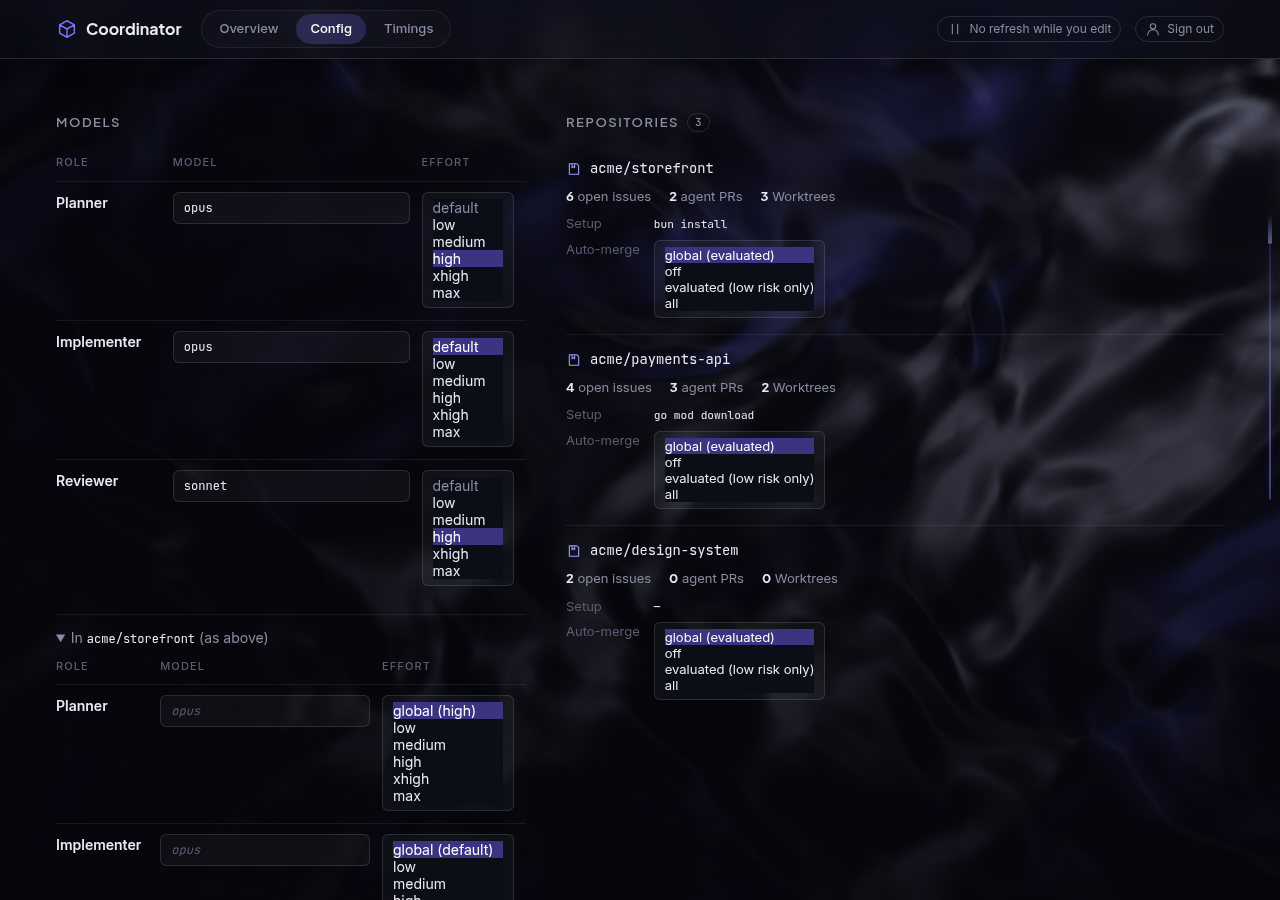 Coordinator
Overview
Config
Timings
No refresh while you edit
Sign out
MODELS
ROLE MODEL EFFORT
Planner
opus
default
low
medium
high
xhigh
max
Implementer
opus
default
low
medium
high
xhigh
max
Reviewer
sonnet
default
low
medium
high
xhigh
max
In acme/storefront (as above)
ROLE MODEL EFFORT
Planner
opus
global (high)
low
medium
high
xhigh
max
Implementer
opus
global (default)
low
medium
high
REPOSITORIES 3
acme/storefront
6 open issues 2 agent PRs 3 Worktrees
Setup bun install
Auto-merge
global (evaluated)
off
evaluated (low risk only)
all
acme/payments-api
4 open issues 3 agent PRs 2 Worktrees
Setup go mod download
Auto-merge
global (evaluated)
off
evaluated (low risk only)
all
acme/design-system
2 open issues 0 agent PRs 0 Worktrees
Setup –
Auto-merge
global (evaluated)
off
evaluated (low risk only)
all